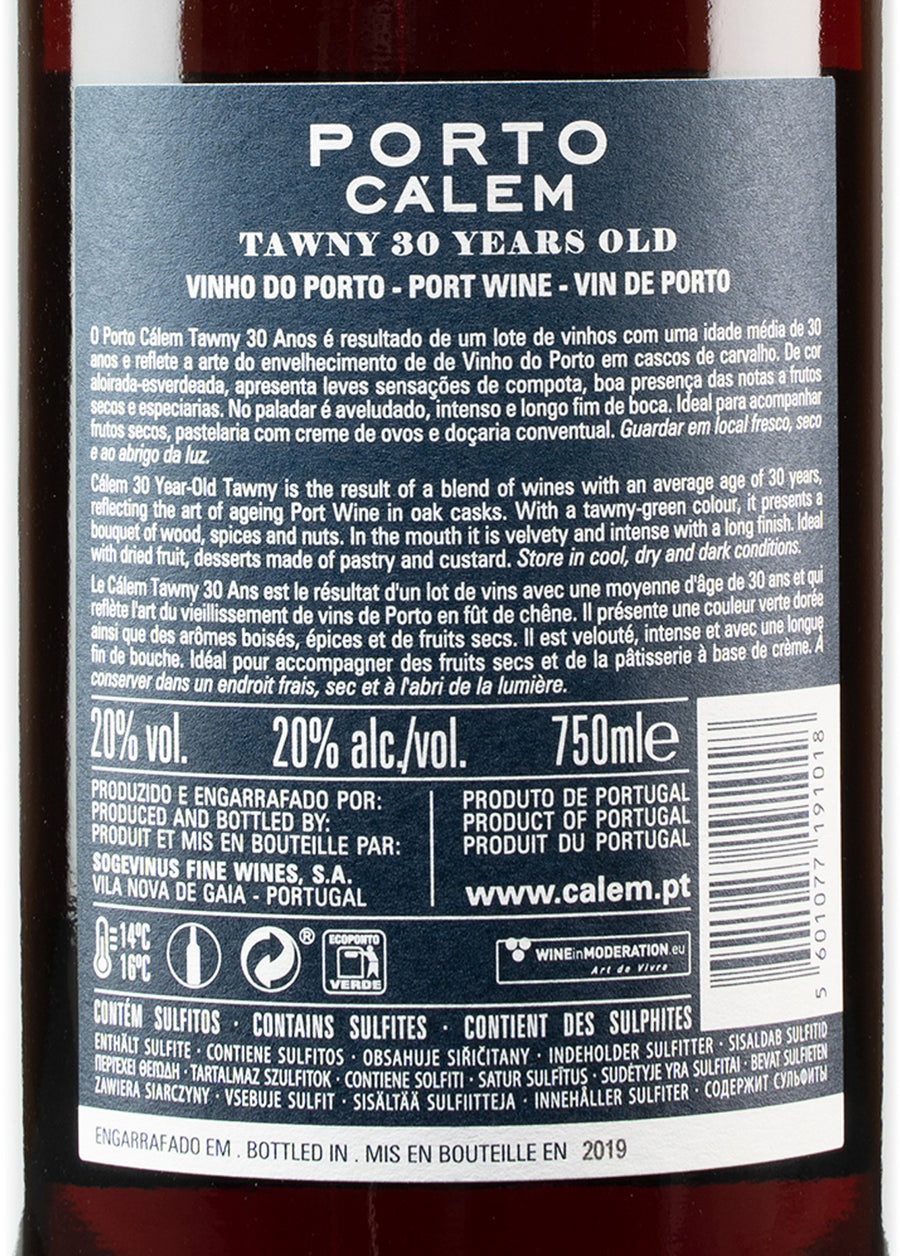 PORTO
CÁLEM
TAWNY 30 YEARS OLD
VINHO DO PORTO - PORT WINE - VIN DE PORTO
O Porto Cálem Tawny 30 Anos é resultado de um lote de vinhos com uma idade média de 30
anos e reflete a arte do envelhecimento de de Vinho do Porto em cascos de carvalho. De cor
aloirada-esverdeada, apresenta leves sensações de compota, boa presença das notas a frutos
secos e especiarias. No paladar é aveludado, intenso e longo fim de boca. Ideal para acompanhar
frutos secos, pastelaria com creme de ovos e doçaria conventual. Guardar em local fresco, seco
e ao abrigo da luz.
Cálem 30 Year-Old Tawny is the result of a blend of wines with an average age of 30 years,
reflecting the art of ageing Port Wine in oak casks. With a tawny-green colour, it presents a
bouquet of wood, spices and nuts. In the mouth it is velvety and intense with a long finish. Ideal
with dried fruit, desserts made of pastry and custard. Store in cool, dry and dark conditions.
Le Cálem Tawny 30 Ans est le résultat d'un lot de vins avec une moyenne d'âge de 30 ans et qui
reflète l'art du vieillissement de vins de Porto en fût de chêne. Il présente une couleur verte dorée
ainsi que des arômes boisés, épices et de fruits secs. Il est velouté, intense et avec une longue
fin de bouche. Idéal pour accompagner des fruits secs et de la pâtisserie à base de crème. A
conserver dans un endroit frais, sec et à l'abri de la lumière.
20% vol. 20% alc./vol. 750ml e
PRODUZIDO E ENGARRAFADO POR:
PRODUCED AND BOTTLED BY:
PRODUIT ET MIS EN BOUTEILLE PAR:
SOGEVINUS FINE WINES, S.A.
VILA NOVA DE GAIA - PORTUGAL
PRODUTO DE PORTUGAL
PRODUCT OF PORTUGAL
PRODUIT DU PORTUGAL
www.calem.pt
5 601077 191018
14ºC
16ºC
®
ECOPONTO
VERDE
WINEinMODERATION.eu
Art de Vivre
CONTÉM SULFITOS · CONTAINS SULFITES · CONTIENT DES SULPHITES
ENTHÄLT SULFITE · CONTIENE SULFITOS · OBSAHUJE SIŘIČITANY · INDEHOLDER SULFITTER · SISALDAB SULFITID
ΠΕΡΙΕΧΕΙ ΘΕΙΩΔΗ · TARTALMAZ SZULFITOK · CONTIENE SOLFITI · SATUR SULFĪTUS · SUDĖTYJE YRA SULFITAI · BEVAT SULFIETEN
ZAWIERA SIARCZYNY · VSEBUJE SULFIT · SISÄLTÄÄ SULFIITTEJA · INNEHÅLLER SULFITER · СОДЕРЖИТ СУЛЬФИТЫ
ENGARRAFADO EM . BOTTLED IN . MIS EN BOUTEILLE EN 2019